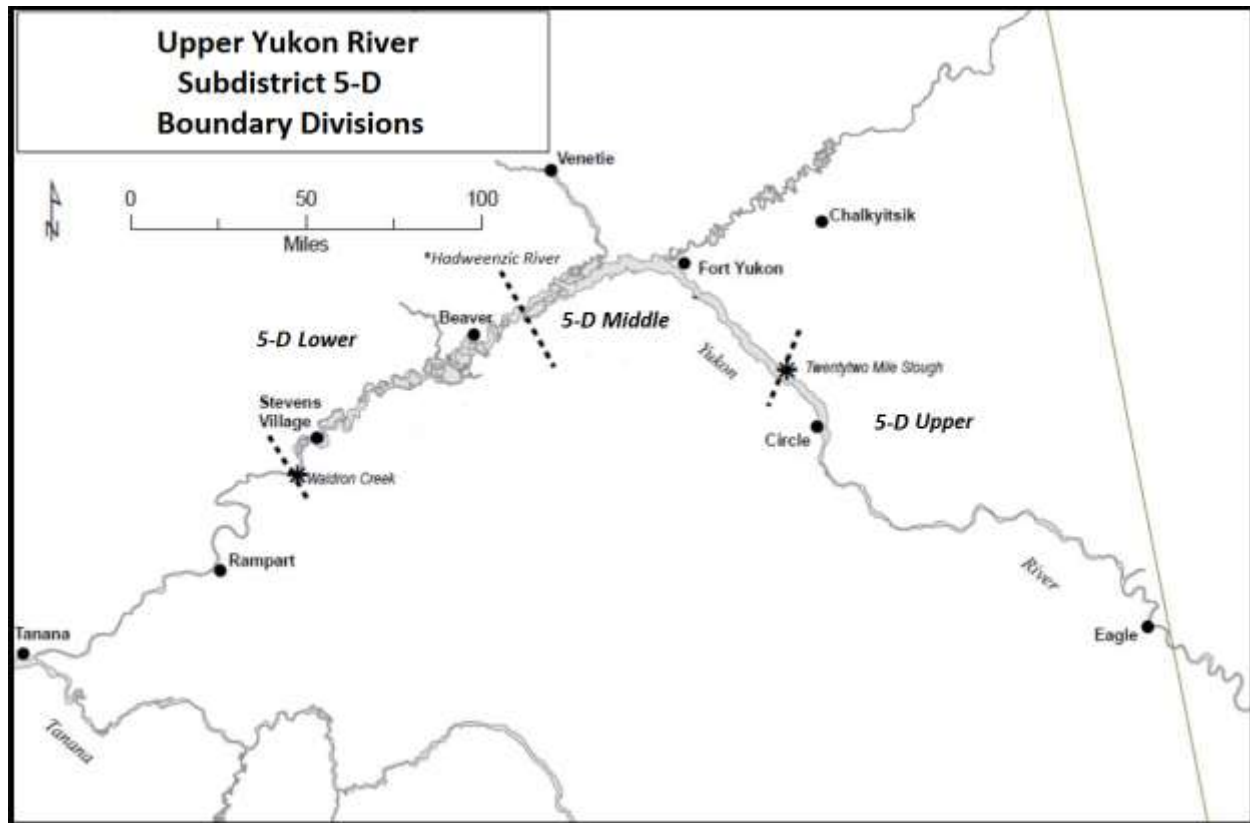 Upper Yukon River
Subdistrict 5-D
Boundary Divisions
Venetie
0 50 100
Miles
N
Chalkyitsik
*Hadweenzic River
Fort Yukon
Beaver
5-D Middle
5-D Lower
Yukon
Twentytwo Mile Slough
Stevens
Village
5-D Upper
Circle
Waldron Creek
Rampart
River
Tanana
Eagle
Tanana